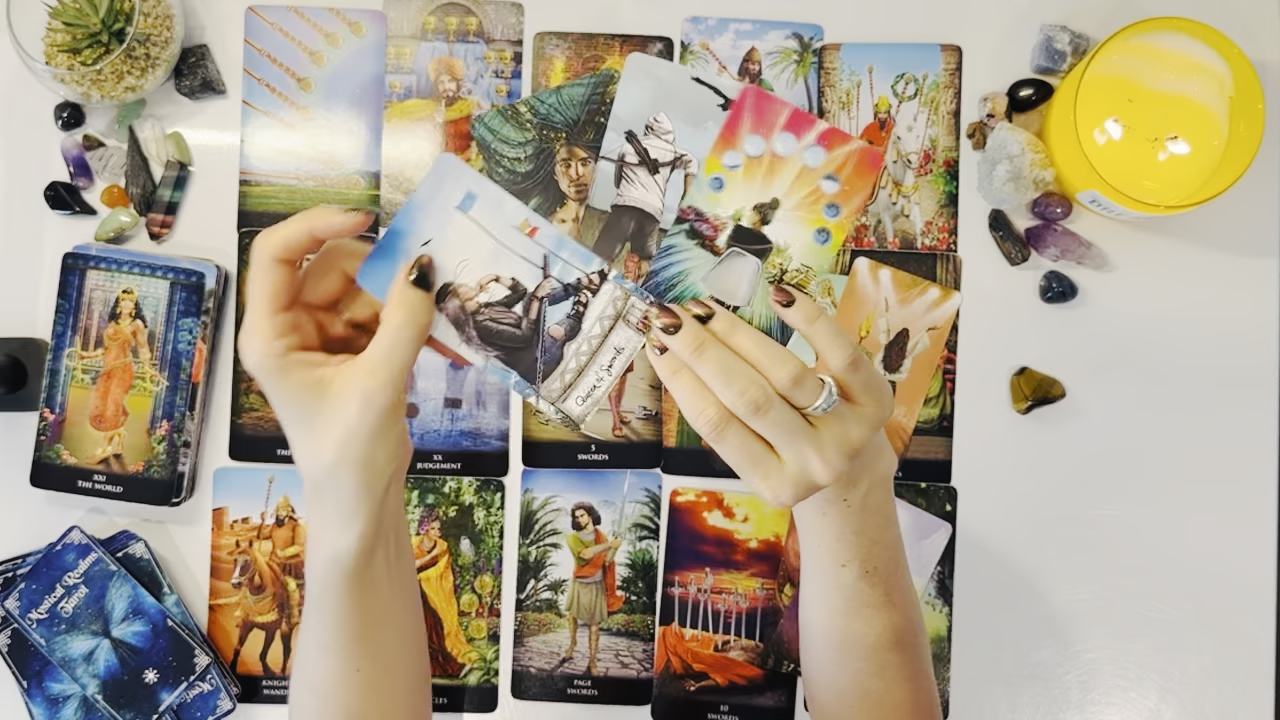 Queen of Swords
XX
JUDGEMENT
5
SWORDS
XXI
THE WORLD
Mystical Realms
Tarot
KNIGHT
WANDS
PAGE
SWORDS
10
SWORDS